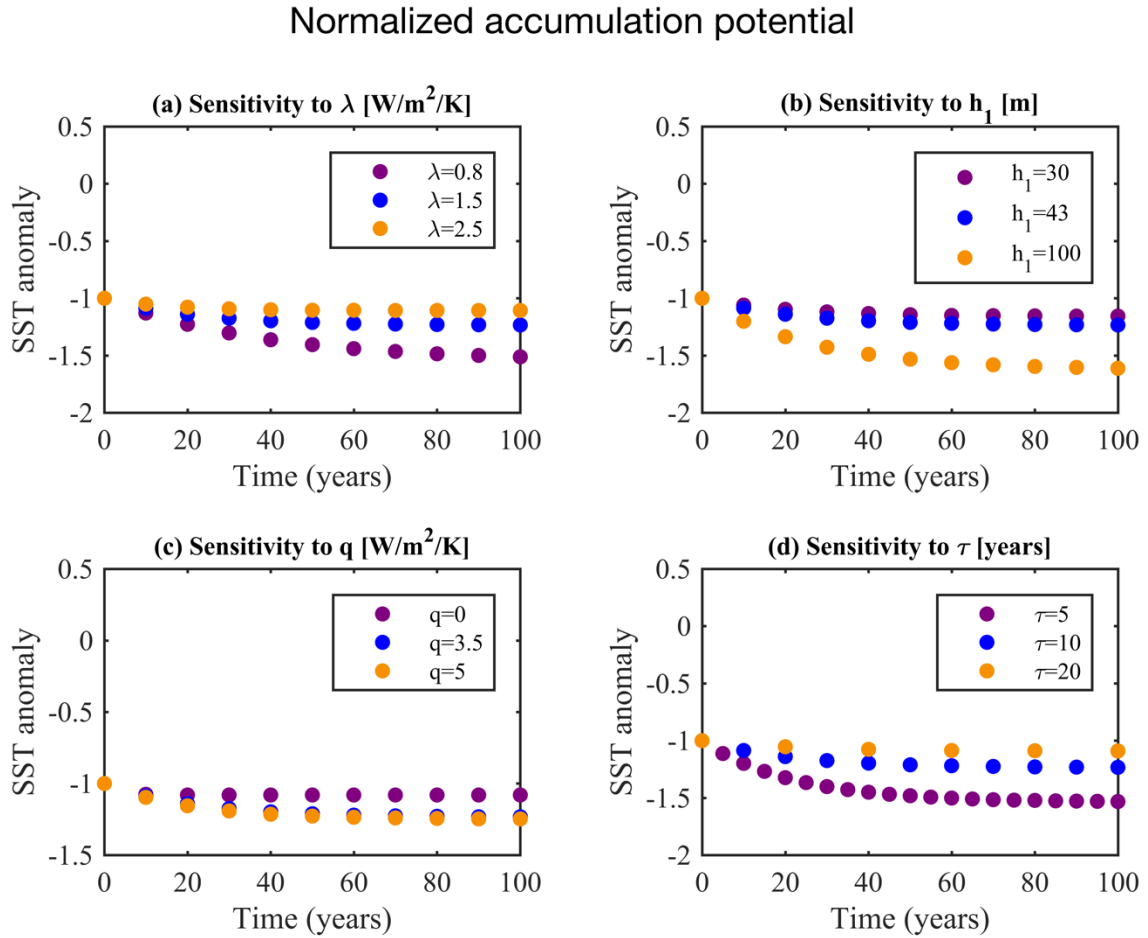 Normalized accumulation potential
(a) Sensitivity to λ [W/m²/K]
0.5
0
-0.5
-1
-1.5
-2
SST anomaly
λ=0.8
λ=1.5
λ=2.5
0 20 40 60 80 100
Time (years)
(b) Sensitivity to h₁ [m]
0.5
0
-0.5
-1
-1.5
-2
SST anomaly
h₁=30
h₁=43
h₁=100
0 20 40 60 80 100
Time (years)
(c) Sensitivity to q [W/m²/K]
0.5
0
-0.5
-1
-1.5
SST anomaly
q=0
q=3.5
q=5
0 20 40 60 80 100
Time (years)
(d) Sensitivity to τ [years]
0.5
0
-0.5
-1
-1.5
-2
SST anomaly
τ=5
τ=10
τ=20
0 20 40 60 80 100
Time (years)